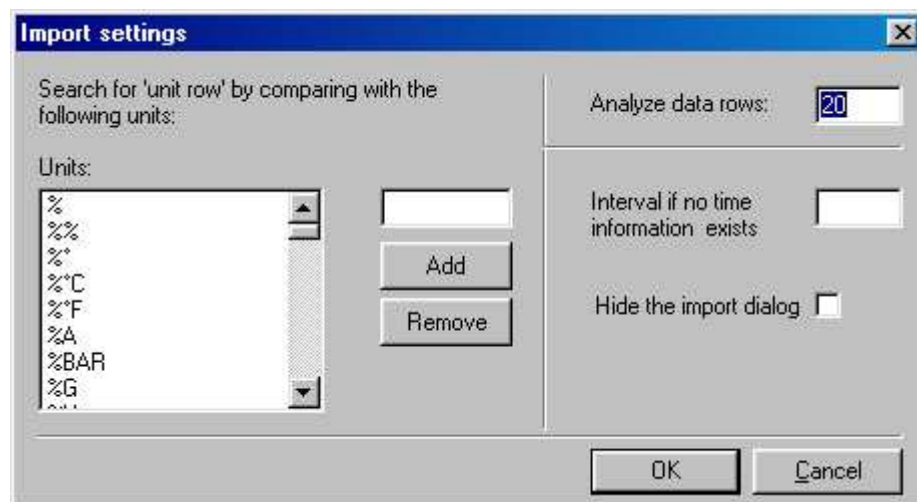 Import settings
Search for 'unit row' by comparing with the
following units:
Analyze data rows: 20
Units:
%
%%
%°
%°C
%°F
%A
%BAR
%G
Add
Remove
Interval if no time
information exists
Hide the import dialog
OK
Cancel